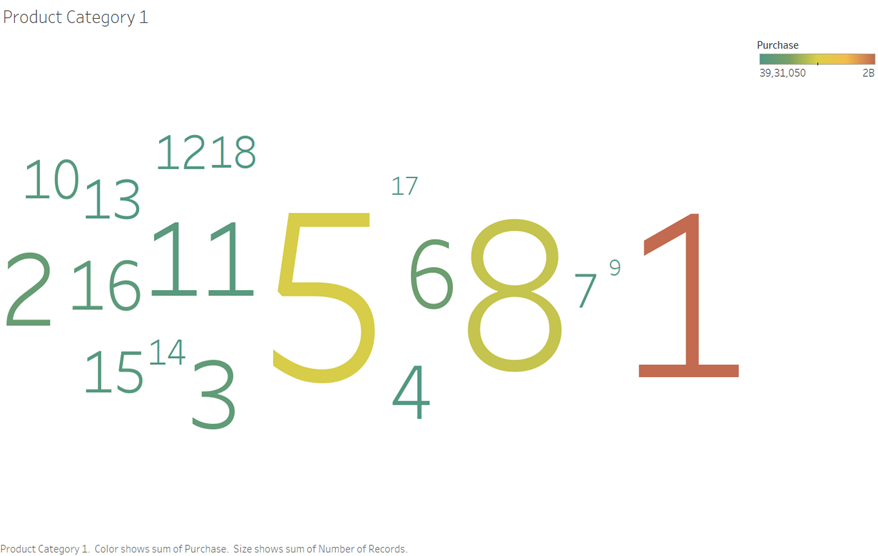 Product Category 1
Purchase
39,31,050 2B
12 18
10 13
17
2 16 11 5 6 8 7 9 1
15 14 3 4
Product Category 1. Color shows sum of Purchase. Size shows sum of Number of Records.